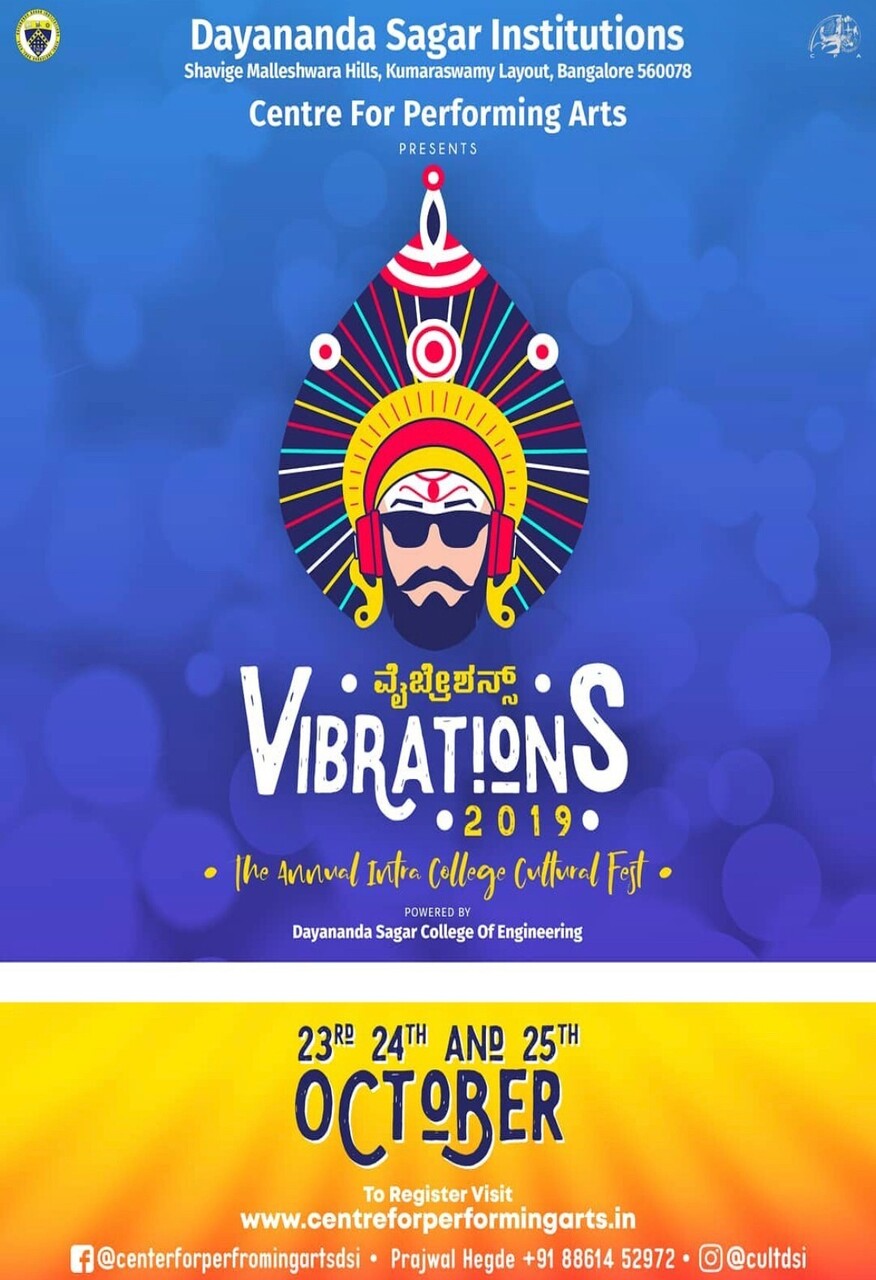 Dayananda Sagar Institutions
Shavige Malleshwara Hills, Kumaraswamy Layout, Bangalore 560078
Centre For Performing Arts
PRESENTS
ವೈಬ್ರೇಶನ್ಸ್
VIBRATIONS
2019
The Annual Intra College Cultural Fest
POWERED BY
Dayananda Sagar College Of Engineering
23RD 24TH AND 25TH
OCTOBER
To Register Visit
www.centreforperformingarts.in
@centerforperfromingartsdsi • Prajwal Hegde +91 88614 52972 • @cultdsi
C P A